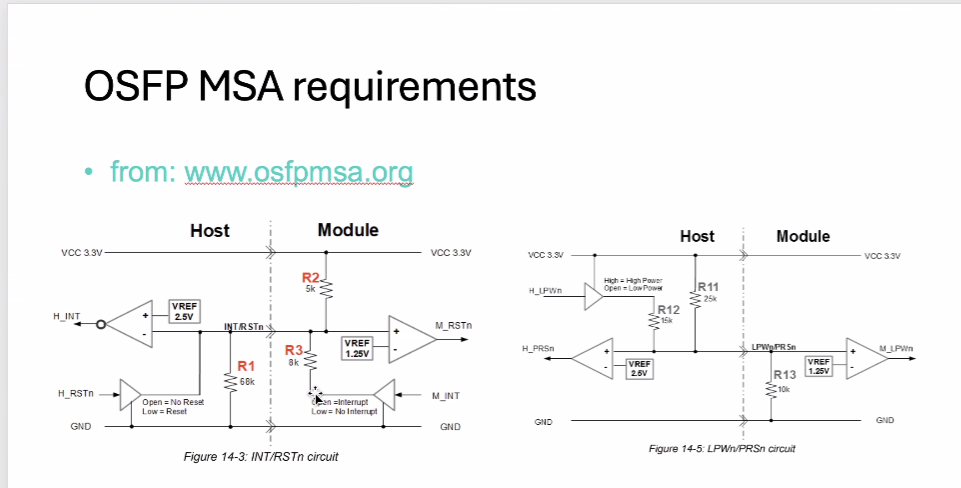 OSFP MSA requirements
• from: www.osfpmsa.org
Host Module
VCC 3.3V VCC 3.3V
R2
5k
VREF
2.5V
H_INT
+
-
INT/RSTn
M_RSTn
+
-
VREF
1.25V
R3
8k
R1
68k
H_RSTn
M_INT
Open = No Reset
Low = Reset
=Interrupt
Low = No Interrupt
GND GND
Figure 14-3: INT/RSTn circuit
Host Module
VCC 3.3V VCC 3.3V
High = High Power
Open = Low Power
H_LPWn
R11
25k
R12
15k
H_PRSn
LPWn/PRSn
M_LPWn
+
-
VREF
2.5V
+
-
VREF
1.25V
R13
10k
GND GND
Figure 14-5: LPWn/PRSn circuit